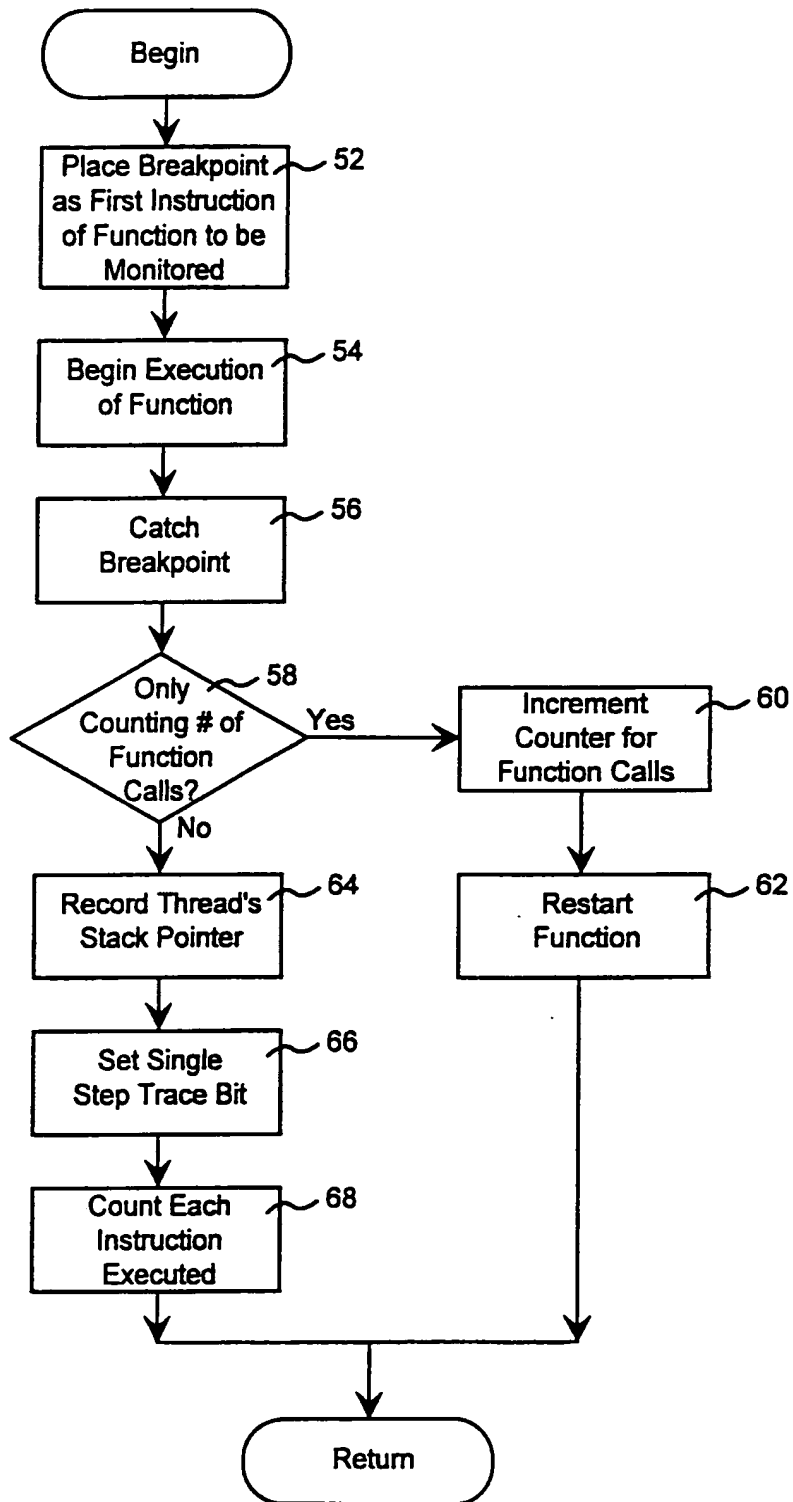 Begin
Place Breakpoint
as First Instruction
of Function to be
Monitored
52
Begin Execution
of Function
54
Catch
Breakpoint
56
Only
Counting # of
Function
Calls?
58
Yes
No
Increment
Counter for
Function Calls
60
Restart
Function
62
Record Thread's
Stack Pointer
64
Set Single
Step Trace Bit
66
Count Each
Instruction
Executed
68
Return